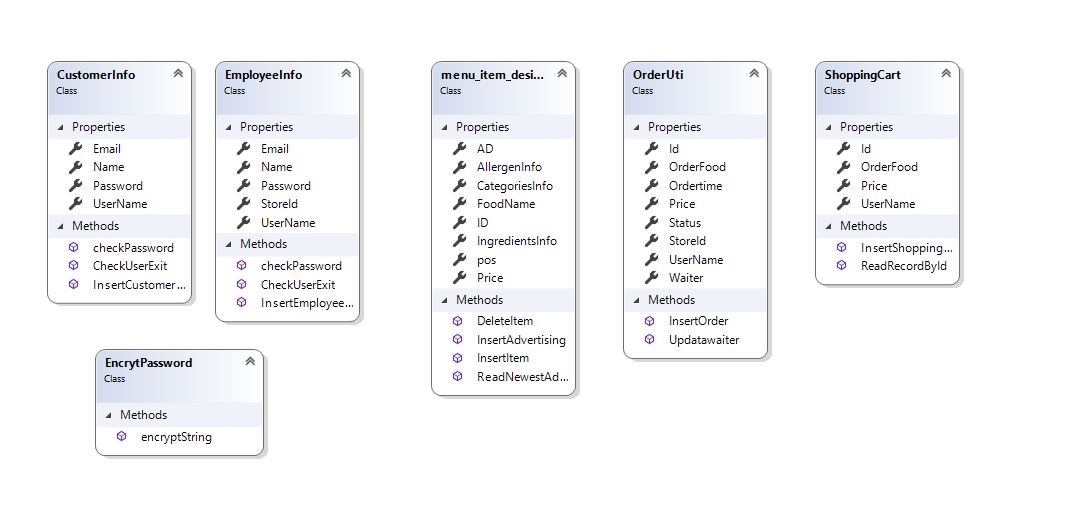 CustomerInfo
Class
Properties
Email
Name
Password
UserName
Methods
checkPassword
CheckUserExit
InsertCustomer...
EmployeeInfo
Class
Properties
Email
Name
Password
StoreId
UserName
Methods
checkPassword
CheckUserExit
InsertEmployee...
menu_item_desi...
Class
Properties
AD
AllergenInfo
CategoriesInfo
FoodName
ID
IngredientsInfo
pos
Price
Methods
DeleteItem
InsertAdvertising
InsertItem
ReadNewestAd...
OrderUti
Class
Properties
Id
OrderFood
Ordertime
Price
Status
StoreId
UserName
Waiter
Methods
InsertOrder
Updatawaiter
ShoppingCart
Class
Properties
Id
OrderFood
Price
UserName
Methods
InsertShopping...
ReadRecordById
EncrytPassword
Class
Methods
encryptString